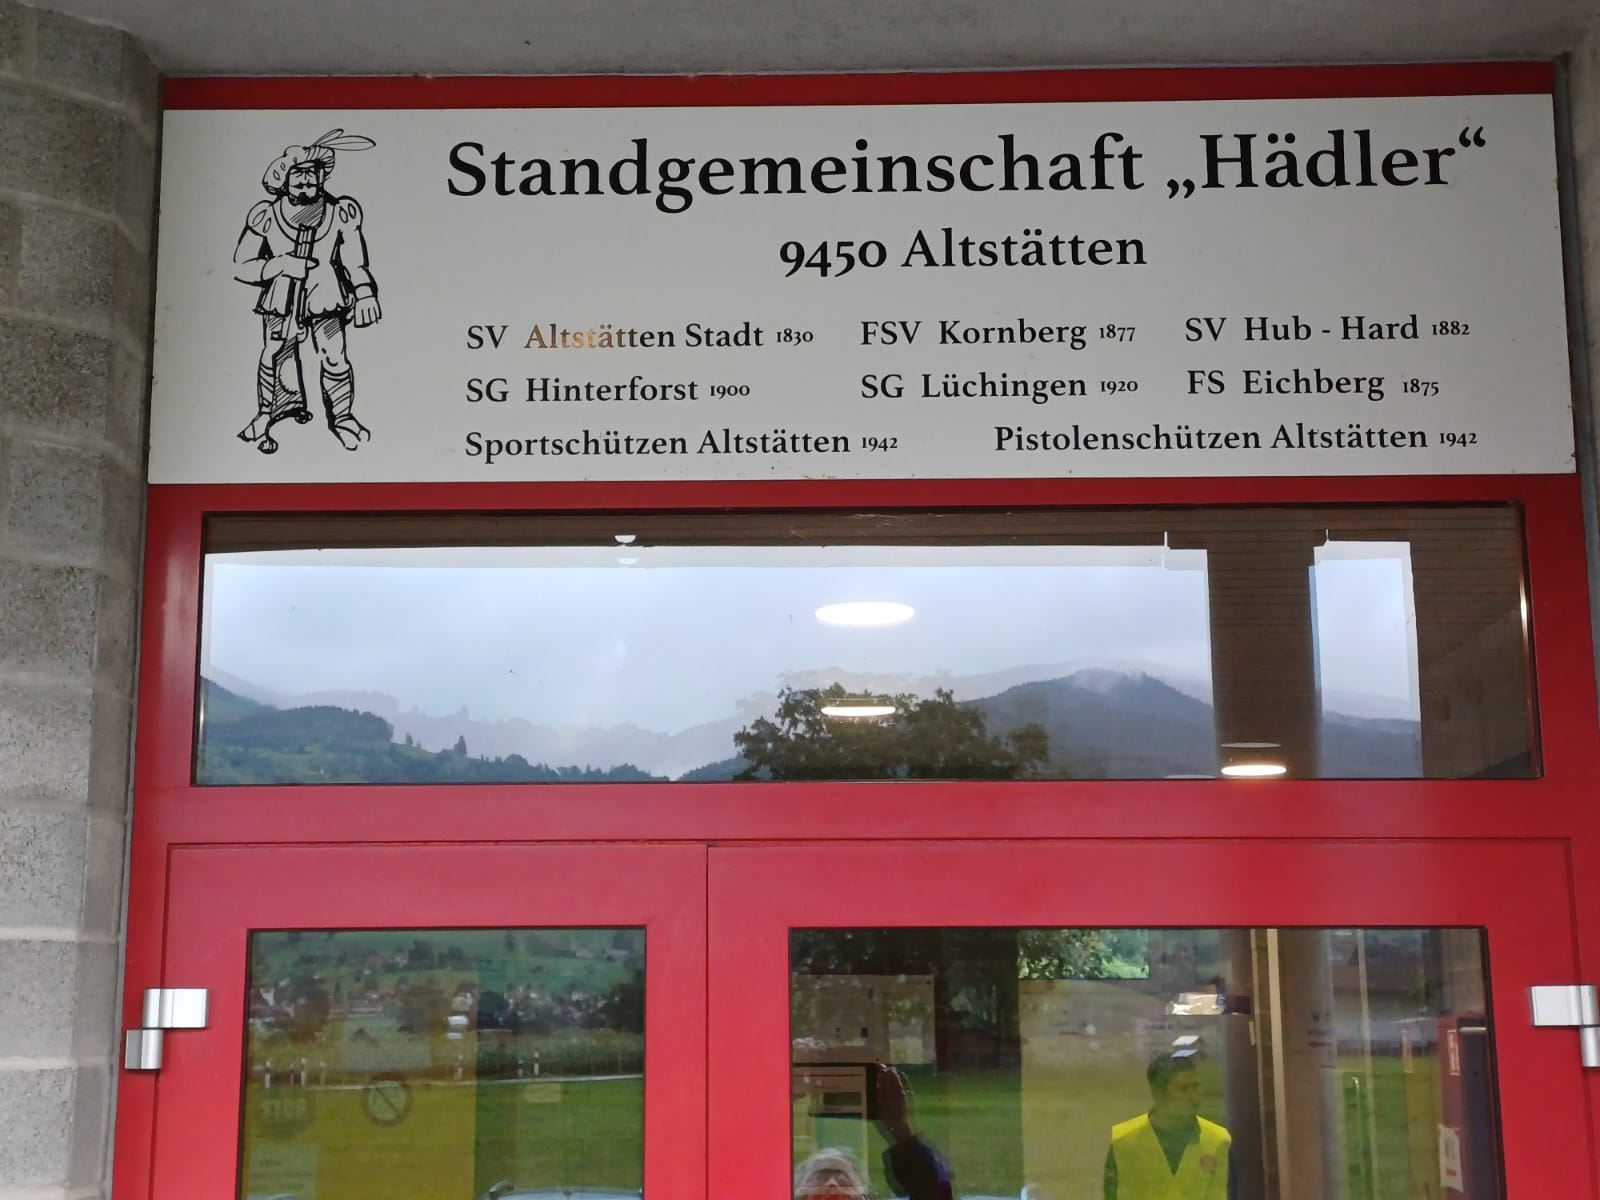 Standgemeinschaft „Hädler“
9450 Altstätten
SV Altstätten Stadt 1830 FSV Kornberg 1877 SV Hub - Hard 1882
SG Hinterforst 1900 SG Lüchingen 1920 FS Eichberg 1875
Sportschützen Altstätten 1942 Pistolenschützen Altstätten 1942